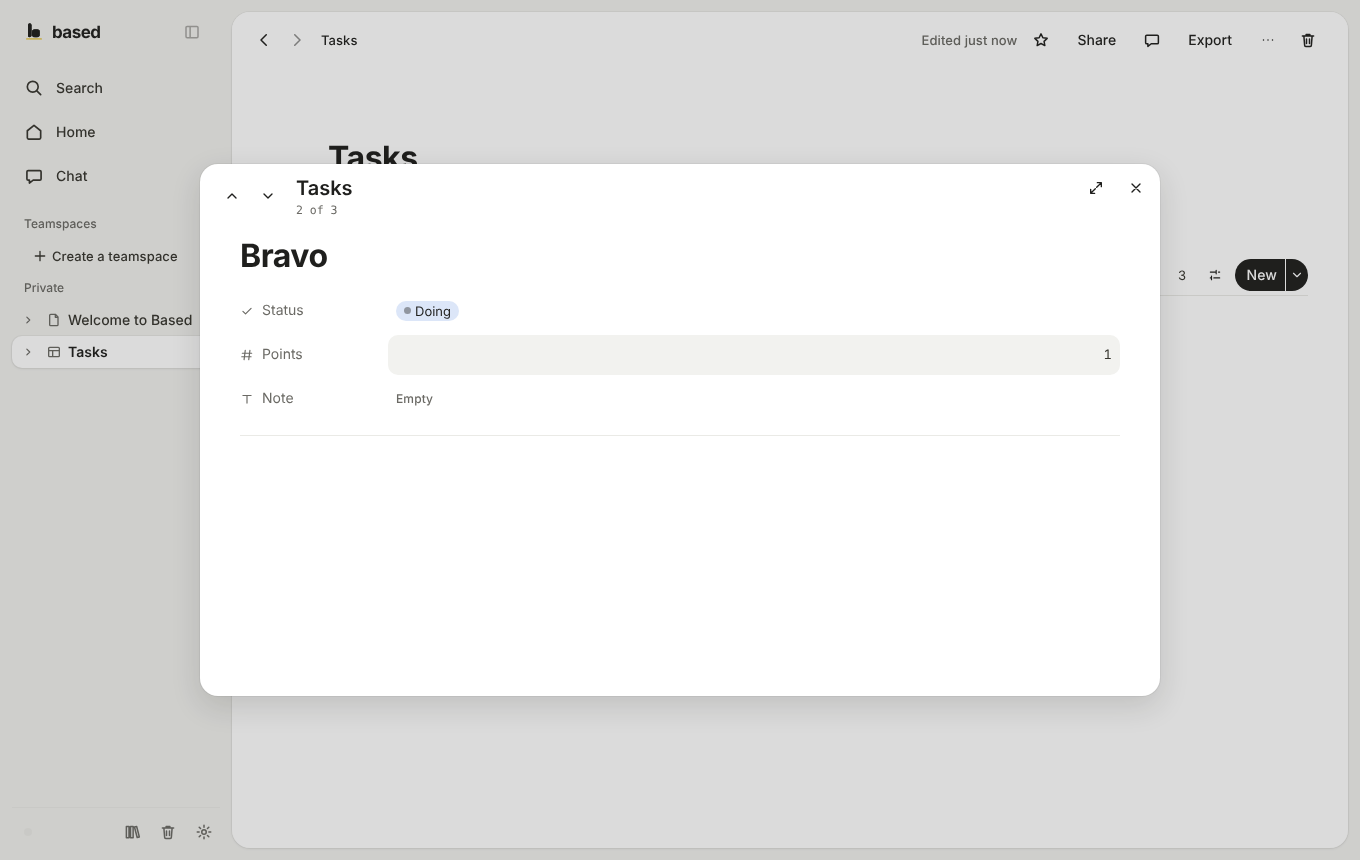 based
Tasks
Edited just now
Share
Export
Search
Home
Chat
Tasks
Teamspaces
Create a teamspace
Private
Welcome to Based
Tasks
3
New
Tasks
2 of 3
Bravo
Status
Doing
Points
1
Note
Empty